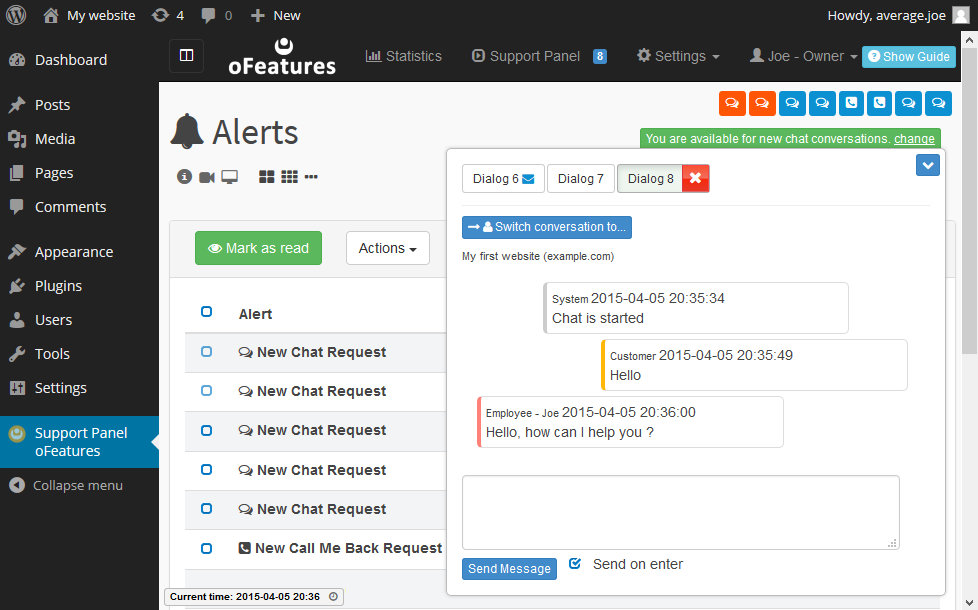 My website 4 0 New Howdy, average.joe
Dashboard
Posts
Media
Pages
Comments
Appearance
Plugins
Users
Tools
Settings
Support Panel
oFeatures
Collapse menu
oFeatures Statistics Support Panel 8 Settings Joe - Owner ? Show Guide
Alerts
You are available for new chat conversations. change
Mark as read Actions
Alert
New Chat Request
New Chat Request
New Chat Request
New Chat Request
New Chat Request
New Call Me Back Request
Current time: 2015-04-05 20:36
Dialog 6 Dialog 7 Dialog 8
Switch conversation to...
My first website (example.com)
System 2015-04-05 20:35:34
Chat is started
Customer 2015-04-05 20:35:49
Hello
Employee - Joe 2015-04-05 20:36:00
Hello, how can I help you ?
Send Message Send on enter